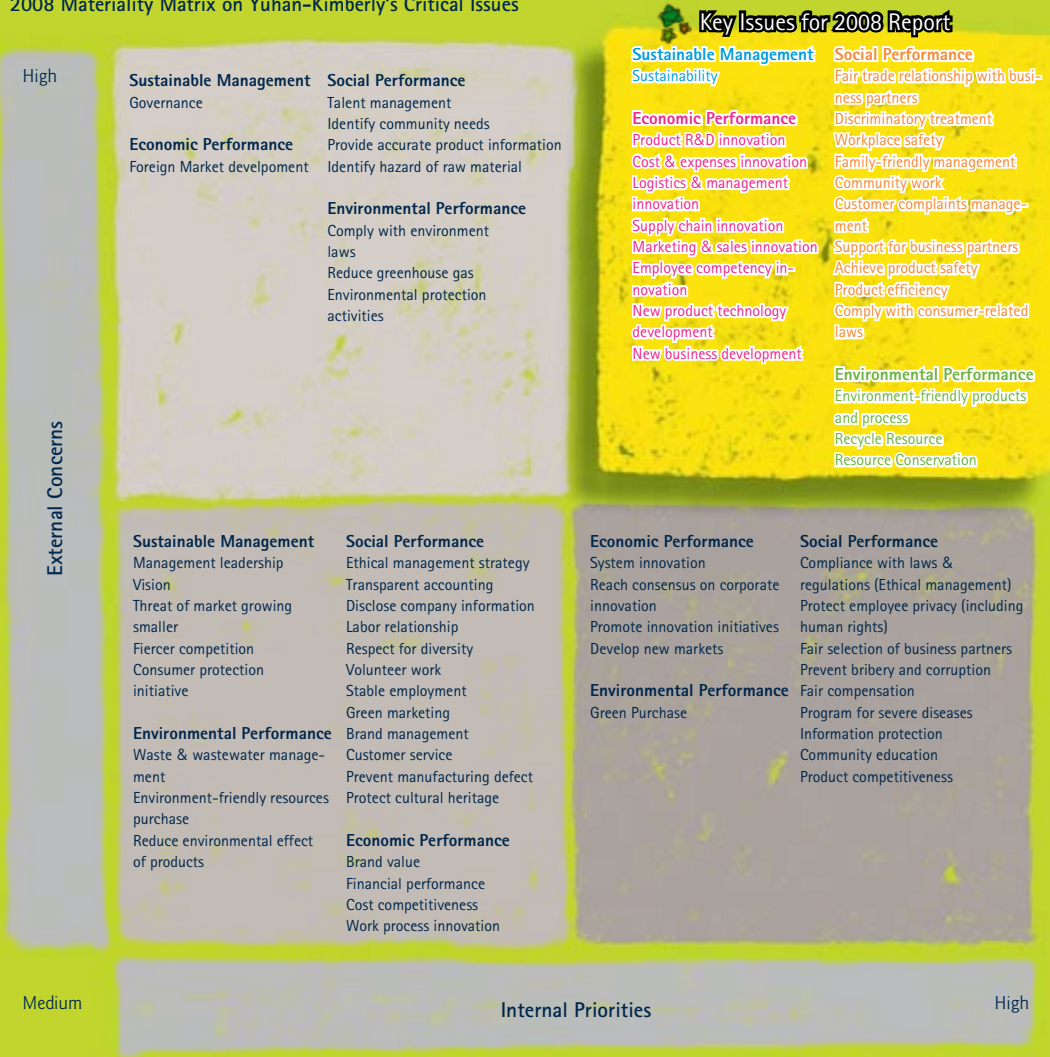 2008 Materiality Matrix on Yuhan-Kimberly's Critical Issues
Key Issues for 2008 Report
High
External Concerns
Sustainable Management
Governance
Economic Performance
Foreign Market develpoment
Social Performance
Talent management
Identify community needs
Provide accurate product information
Identify hazard of raw material
Environmental Performance
Comply with environment
laws
Reduce greenhouse gas
Environmental protection
activities
Sustainable Management
Sustainability
Economic Performance
Product R&D innovation
Cost & expenses innovation
Logistics & management
innovation
Supply chain innovation
Marketing & sales innovation
Employee competency in-
novation
New product technology
development
New business development
Social Performance
Fair trade relationship with busi-
ness partners
Discriminatory treatment
Workplace safety
Family-friendly management
Community work
Customer complaints manage-
ment
Support for business partners
Achieve product safety
Product efficiency
Comply with consumer-related
laws
Environmental Performance
Environment-friendly products
and process
Recycle Resource
Resource Conservation
Sustainable Management
Management leadership
Vision
Threat of market growing
smaller
Fiercer competition
Consumer protection
initiative
Environmental Performance
Waste & wastewater manage-
ment
Environment-friendly resources
purchase
Reduce environmental effect
of products
Social Performance
Ethical management strategy
Transparent accounting
Disclose company information
Labor relationship
Respect for diversity
Volunteer work
Stable employment
Green marketing
Brand management
Customer service
Prevent manufacturing defect
Protect cultural heritage
Economic Performance
Brand value
Financial performance
Cost competitiveness
Work process innovation
Economic Performance
System innovation
Reach consensus on corporate
innovation
Promote innovation initiatives
Develop new markets
Environmental Performance
Green Purchase
Social Performance
Compliance with laws &
regulations (Ethical management)
Protect employee privacy (including
human rights)
Fair selection of business partners
Prevent bribery and corruption
Fair compensation
Program for severe diseases
Information protection
Community education
Product competitiveness
Medium
Internal Priorities
High